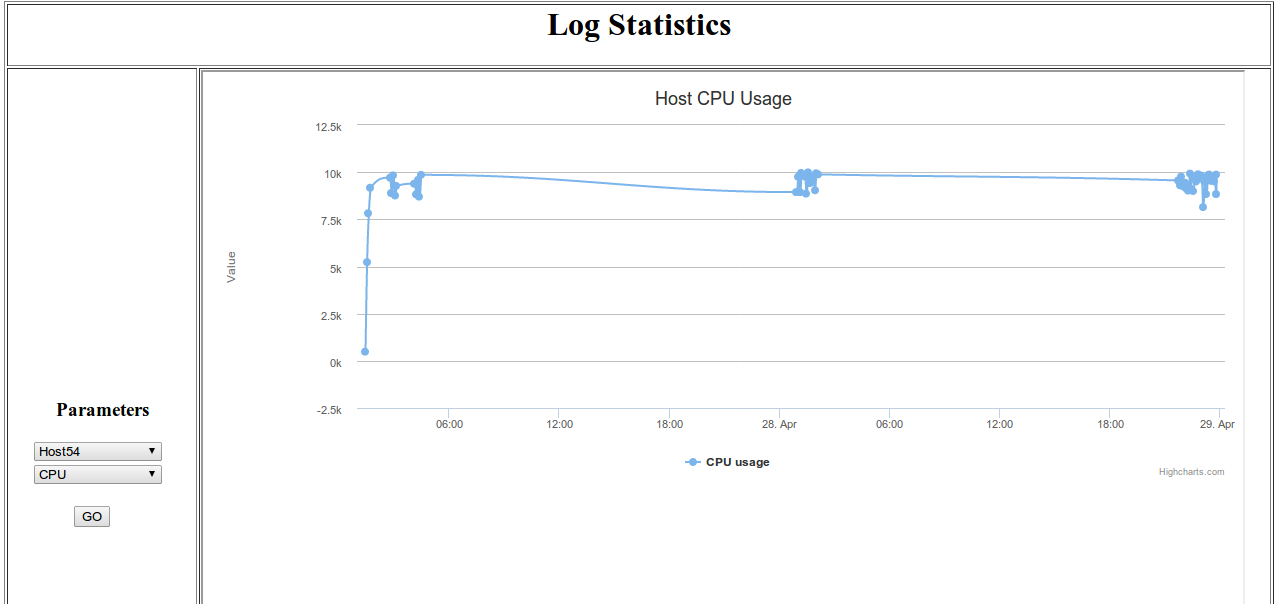 Log Statistics
Host CPU Usage
12.5k
10k
7.5k
5k
2.5k
0k
-2.5k
Value
06:00 12:00 18:00 28. Apr 06:00 12:00 18:00 29. Apr
CPU usage
Highcharts.com
Parameters
Host54
CPU
GO